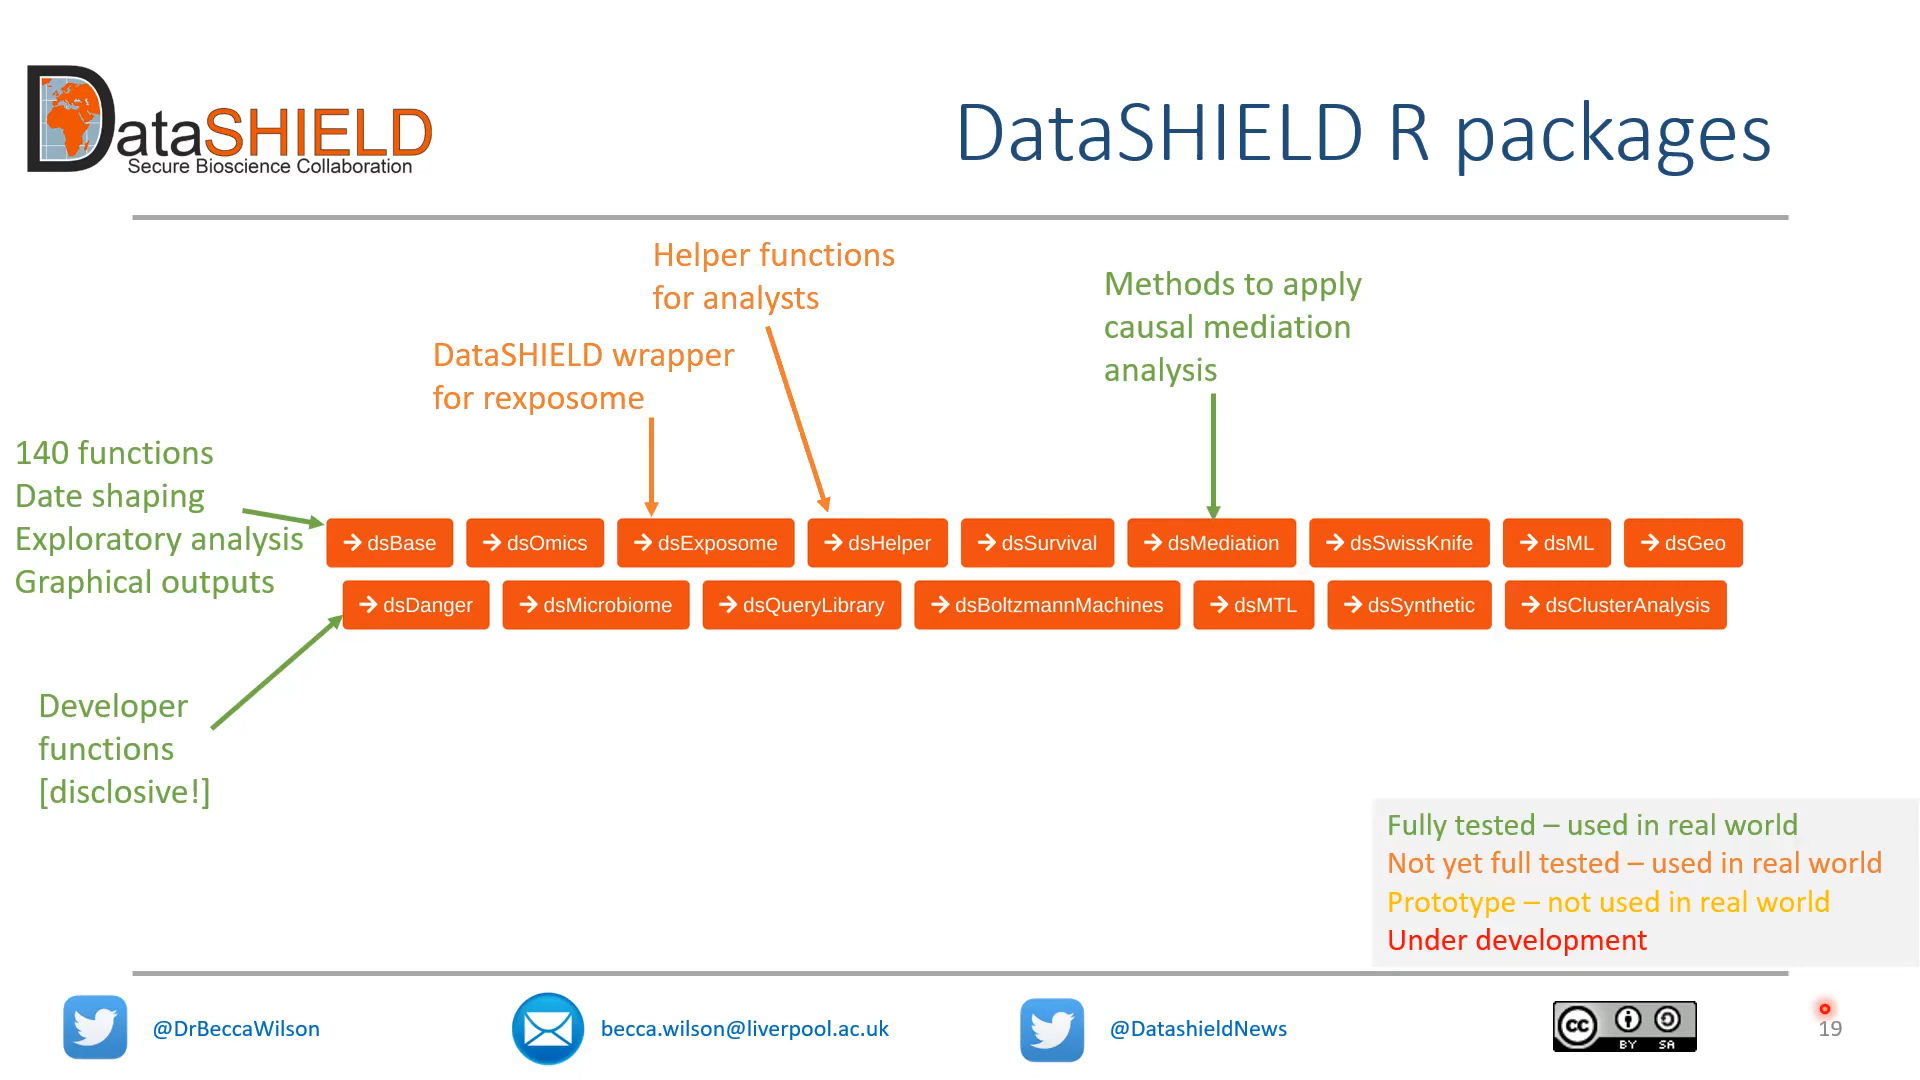 DataSHIELD
Secure Bioscience Collaboration
DataSHIELD R packages
Helper functions
for analysts
Methods to apply
causal mediation
analysis
DataSHIELD wrapper
for rexposome
140 functions
Date shaping
Exploratory analysis
Graphical outputs
dsBase dsOmics dsExposome dsHelper dsSurvival dsMediation dsSwissKnife dsML dsGeo
dsDanger dsMicrobiome dsQueryLibrary dsBoltzmannMachines dsMTL dsSynthetic dsClusterAnalysis
Developer
functions
[disclosive!]
Fully tested – used in real world
Not yet full tested – used in real world
Prototype – not used in real world
Under development
@DrBeccaWilson
becca.wilson@liverpool.ac.uk
@DatashieldNews
cc BY SA
19